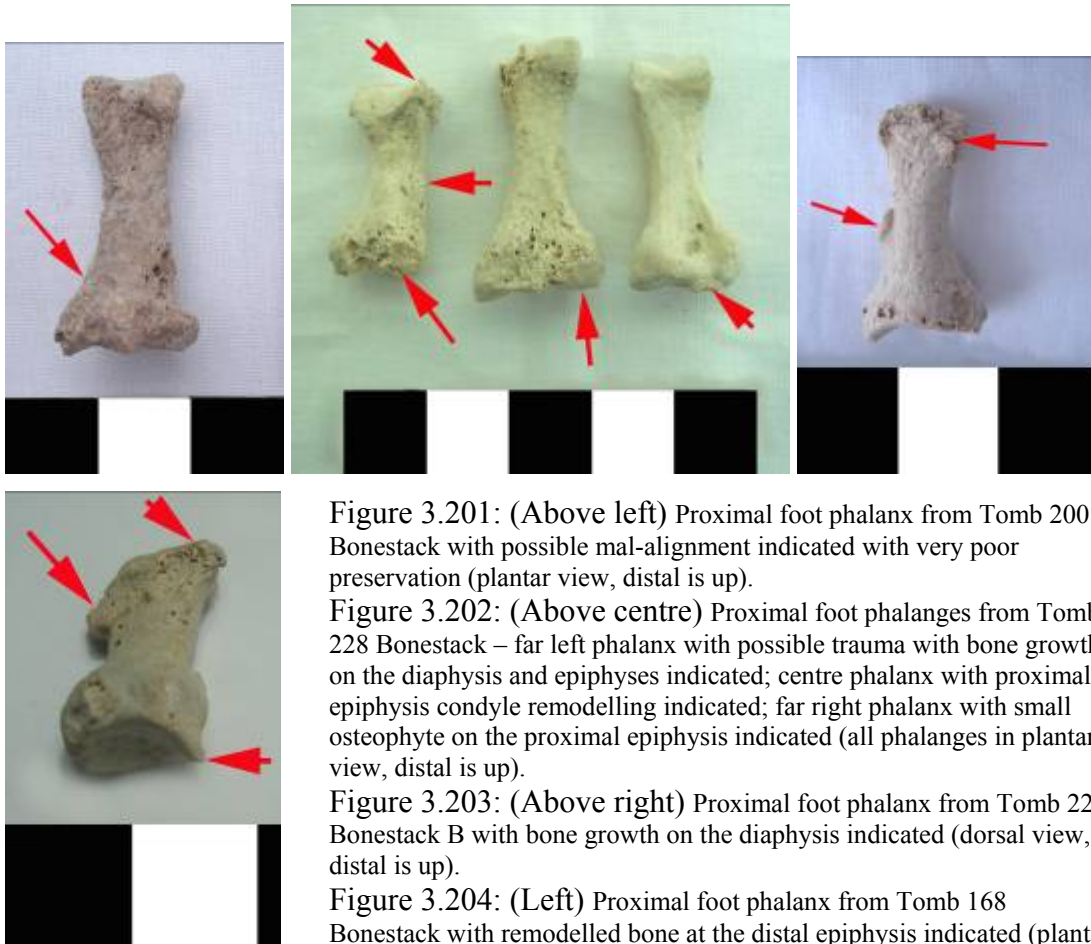 Figure 3.201: (Above left) Proximal foot phalanx from Tomb 200
Bonestack with possible mal-alignment indicated with very poor
preservation (plantar view, distal is up).
Figure 3.202: (Above centre) Proximal foot phalanges from Tomb
228 Bonestack – far left phalanx with possible trauma with bone growth
on the diaphysis and epiphyses indicated; centre phalanx with proximal
epiphysis condyle remodelling indicated; far right phalanx with small
osteophyte on the proximal epiphysis indicated (all phalanges in plantar
view, distal is up).
Figure 3.203: (Above right) Proximal foot phalanx from Tomb 22
Bonestack B with bone growth on the diaphysis indicated (dorsal view,
distal is up).
Figure 3.204: (Left) Proximal foot phalanx from Tomb 168
Bonestack with remodelled bone at the distal epiphysis indicated (plant